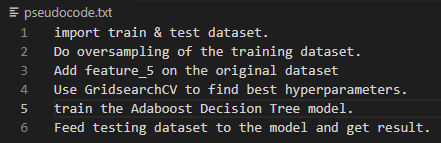 pseudocode.txt
1 import train & test dataset.
2 Do oversampling of the training dataset.
3 Add feature_5 on the original dataset
4 Use GridsearchCV to find best hyperparameters.
5 train the Adaboost Decision Tree model.
6 Feed testing dataset to the model and get result.